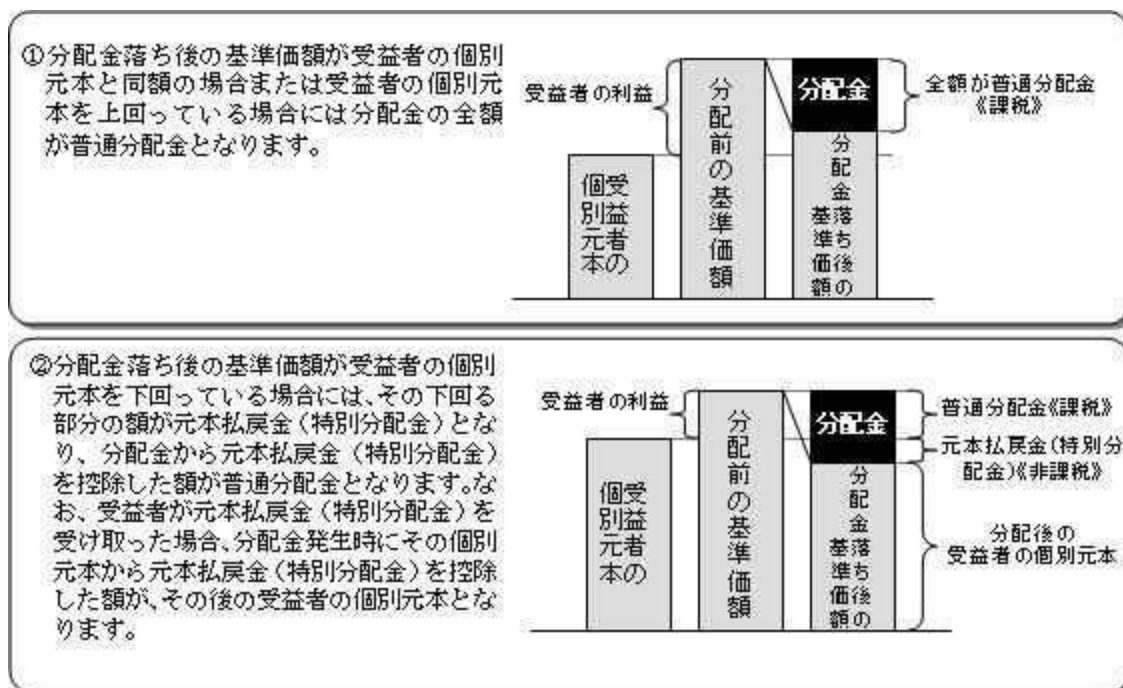 ①分配金落ち後の基準価額が受益者の個別
元本と同額の場合または受益者の個別元
本を上回っている場合には分配金の全額
が普通分配金となります。
受益者の利益
受益者の
個別元本
分配前の基準価額
分配金
分配金落ち後の
基準価額
全額が普通分配金
《課税》
②分配金落ち後の基準価額が受益者の個別
元本を下回っている場合には、その下回る
部分の額が元本払戻金(特別分配金)とな
り、分配金から元本払戻金(特別分配金)
を控除した額が普通分配金となります。な
お、受益者が元本払戻金(特別分配金)を
受け取った場合、分配金発生時にその個別
元本から元本払戻金(特別分配金)を控除
した額が、その後の受益者の個別元本とな
ります。
受益者の利益
受益者の
個別元本
分配前の基準価額
分配金
分配金落ち後の
基準価額
普通分配金《課税》
元本払戻金(特別分
配金)《非課税》
分配後の
受益者の個別元本